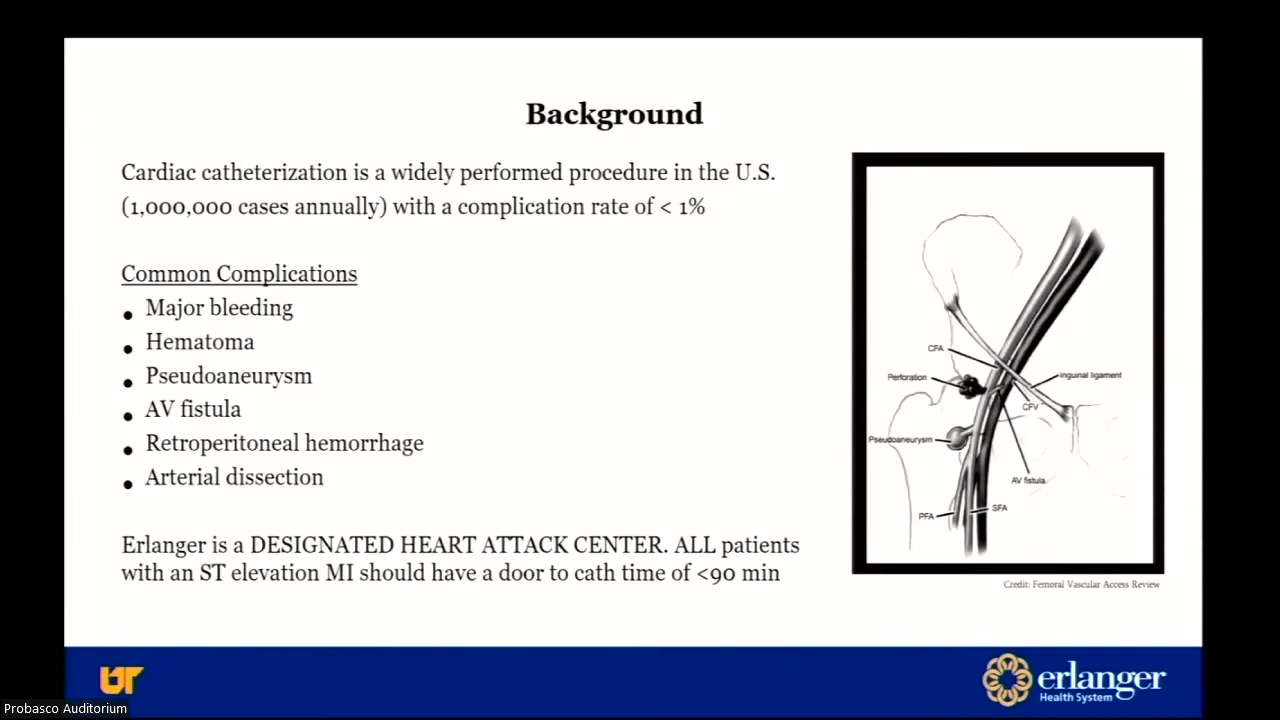 Background
Cardiac catheterization is a widely performed procedure in the U.S.
(1,000,000 cases annually) with a complication rate of < 1%
Common Complications
● Major bleeding
● Hematoma
● Pseudoaneurysm
● AV fistula
● Retroperitoneal hemorrhage
● Arterial dissection
Erlanger is a DESIGNATED HEART ATTACK CENTER. ALL patients
with an ST elevation MI should have a door to cath time of <90 min
CFA
Perforation
Inguinal ligament
CFV
Pseudoaneurysm
AV fistula
PFA
SFA
Credit: Femoral Vascular Access Review
UT
erlanger
Health System
Probasco Auditorium